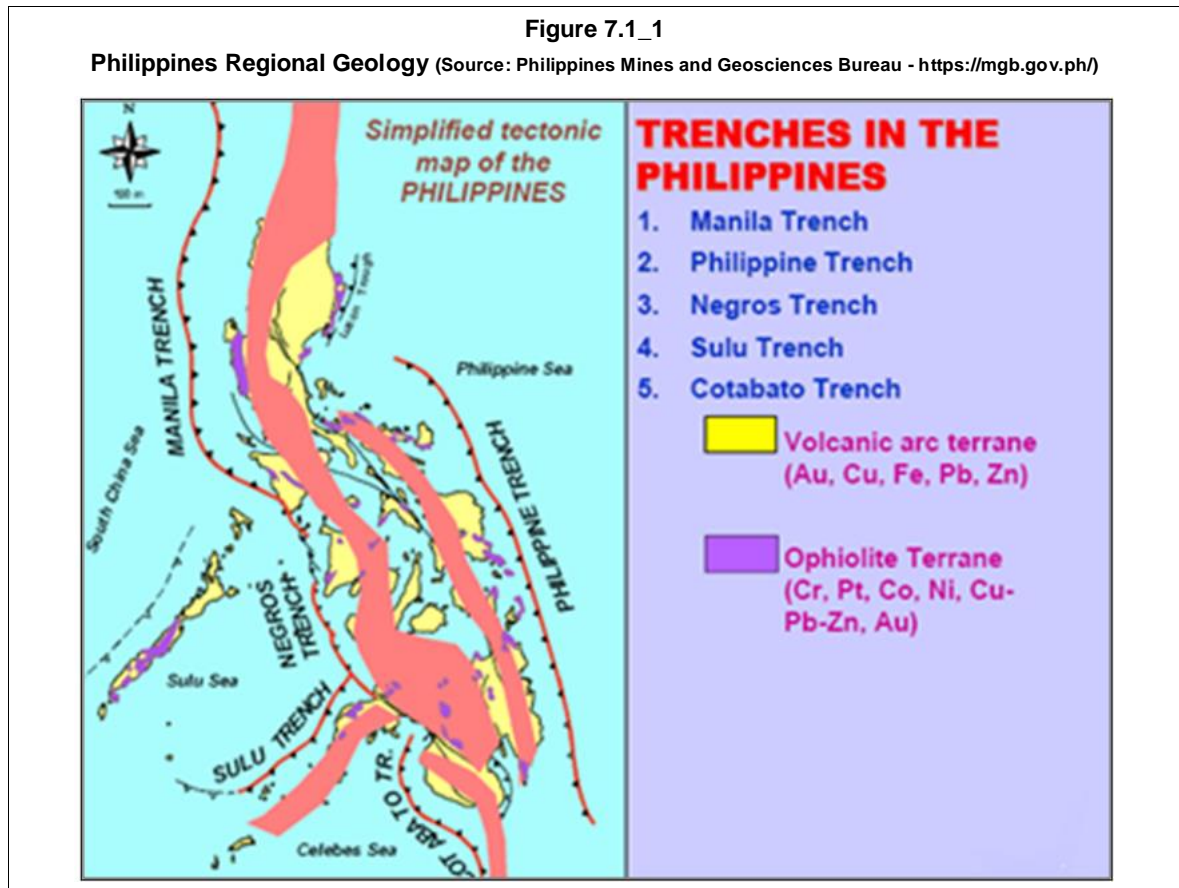 Figure 7.1_1
Philippines Regional Geology (Source: Philippines Mines and Geosciences Bureau - https://mgb.gov.ph/)
N
Simplified tectonic
map of the
PHILIPPINES
MANILA TRENCH
Luzon Trough
Philippine Sea
PHILIPPINE TRENCH
South China Sea
NEGROS
TRENCH
Sulu Sea
SULU TRENCH
COTABATO TR.
Celebes Sea
TRENCHES IN THE
PHILIPPINES
1. Manila Trench
2. Philippine Trench
3. Negros Trench
4. Sulu Trench
5. Cotabato Trench
Volcanic arc terrane
(Au, Cu, Fe, Pb, Zn)
Ophiolite Terrane
(Cr, Pt, Co, Ni, Cu-
Pb-Zn, Au)